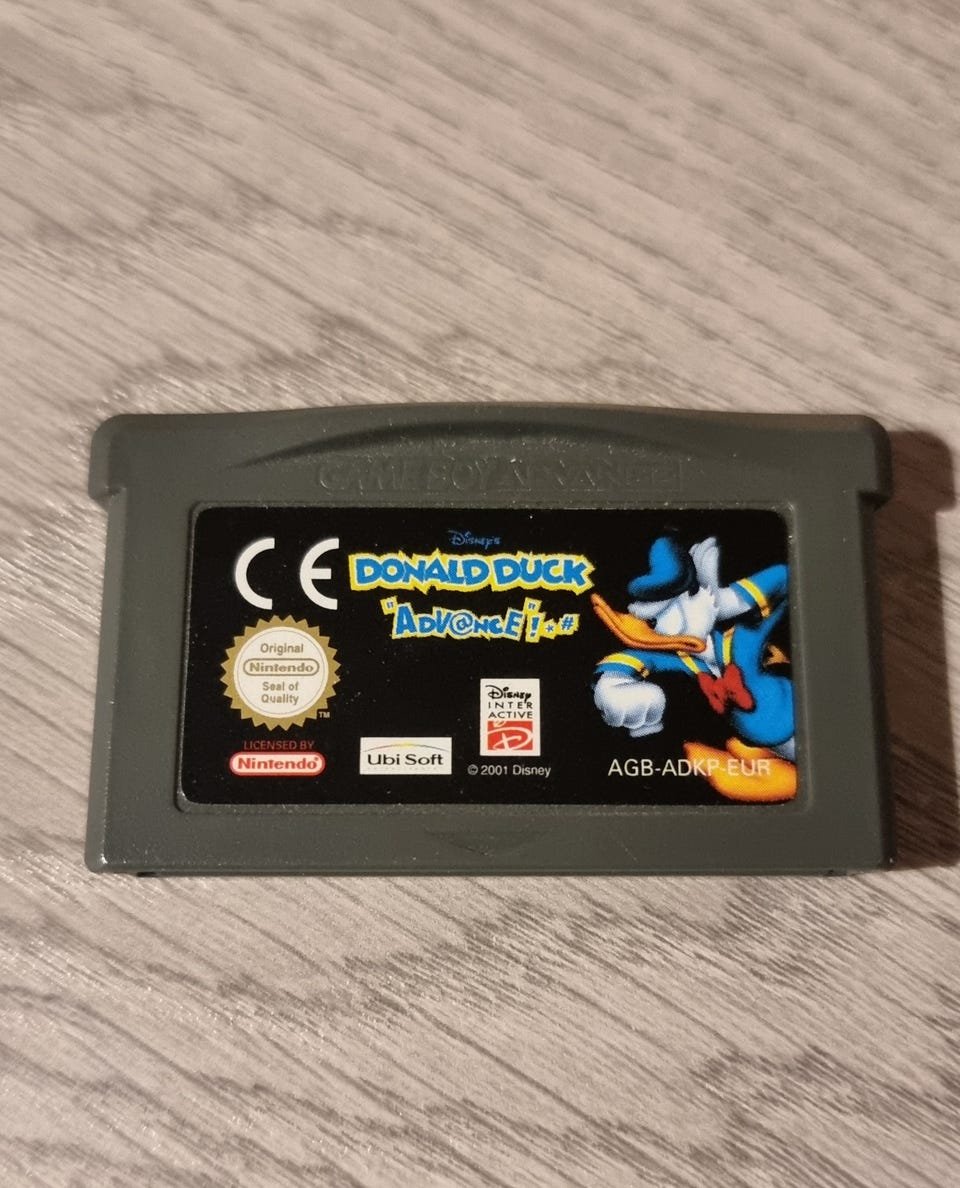 GAME BOY ADVANCE
CE
Disney's
DONALD DUCK
"ADV@NCE"!*#
Original
Nintendo
Seal of
Quality
TM
LICENSED BY
Nintendo
Ubi Soft
Disney
INTER
ACTIVE
D
© 2001 Disney
AGB-ADKP-EUR